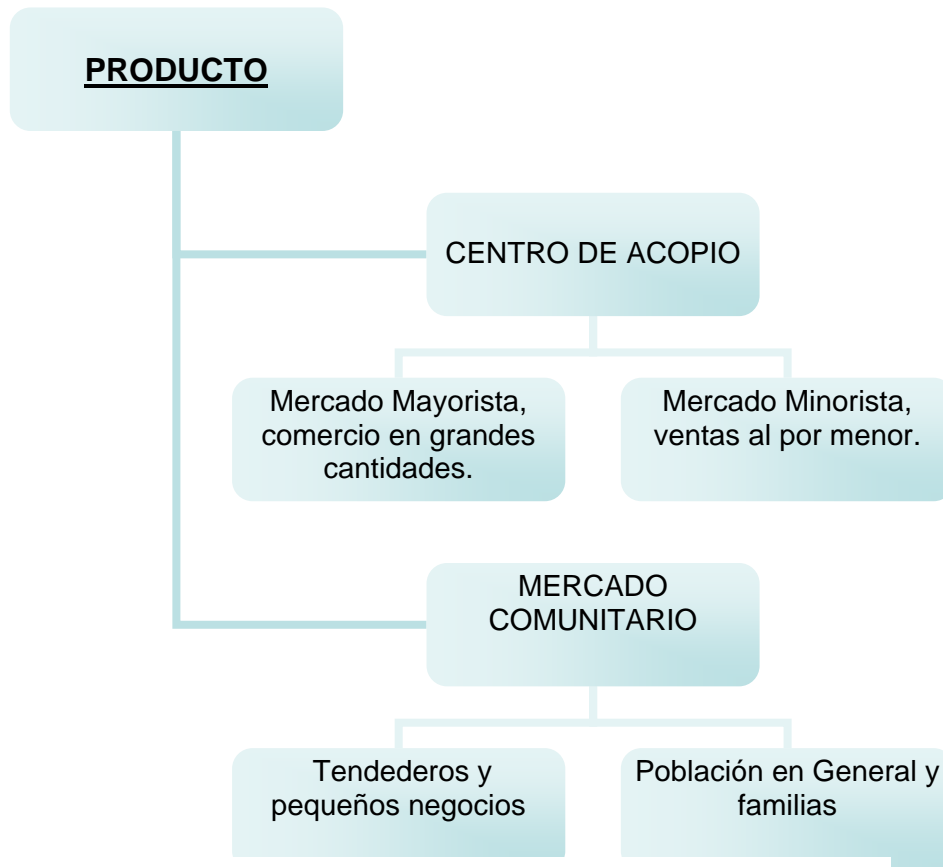 PRODUCTO
CENTRO DE ACOPIO
Mercado Mayorista,
comercio en grandes
cantidades.
Mercado Minorista,
ventas al por menor.
MERCADO
COMUNITARIO
Tendederos y
pequeños negocios
Población en General y
familias